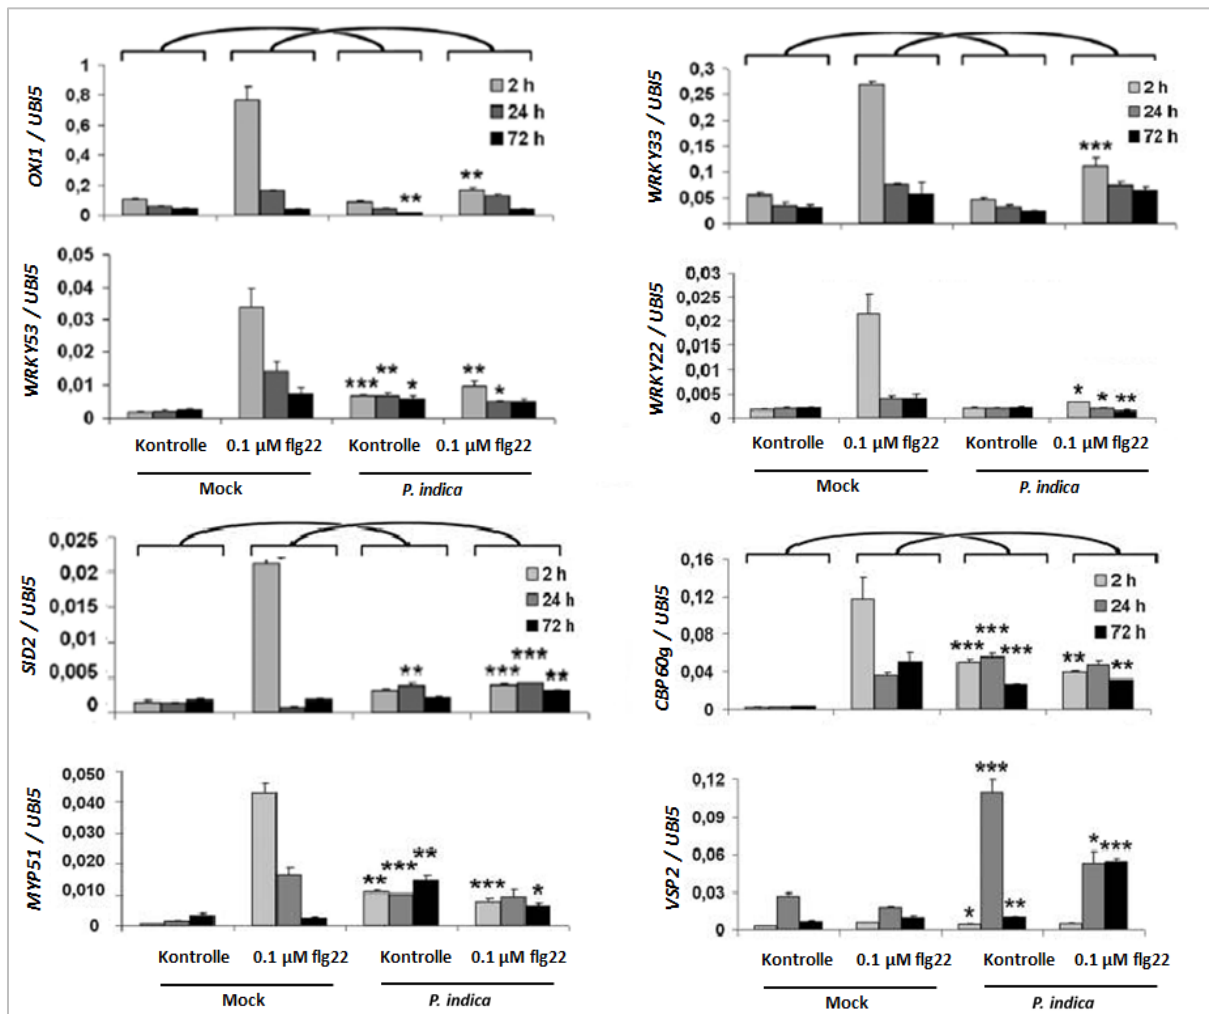 OXI1 / UBI5
1
0,8
0,6
0,4
0,2
0
2 h
24 h
72 h
**
**
WRKY33 / UBI5
0,3
0,25
0,2
0,15
0,1
0,05
0
2 h
24 h
72 h
***
WRKY53 / UBI5
0,05
0,04
0,03
0,02
0,01
0
*** ** *
** *
Kontrolle 0.1 µM flg22 Kontrolle 0.1 µM flg22
Mock P. indica
WRKY22 / UBI5
0,03
0,025
0,02
0,015
0,01
0,005
0
* * **
Kontrolle 0.1 µM flg22 Kontrolle 0.1 µM flg22
Mock P. indica
SID2 / UBI5
0,025
0,02
0,015
0,01
0,005
0
2 h
24 h
72 h
**
*** *** **
CBP60g / UBI5
0,16
0,12
0,08
0,04
0
2 h
24 h
72 h
*** *** ***
** **
MYP51 / UBI5
0,050
0,040
0,030
0,020
0,010
0
** *** **
*** *
Kontrolle 0.1 µM flg22 Kontrolle 0.1 µM flg22
Mock P. indica
VSP2 / UBI5
0,12
0,09
0,06
0,03
0
* *** **
* ***
Kontrolle 0.1 µM flg22 Kontrolle 0.1 µM flg22
Mock P. indica